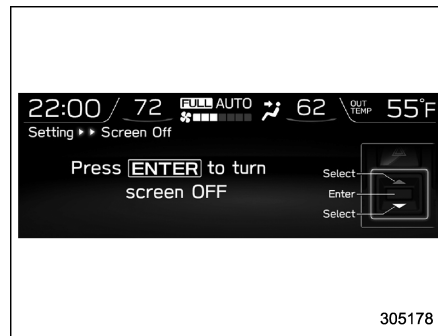 22:00 / 72 FULL AUTO 62 OUT TEMP 55°F
Setting ▸▸ Screen Off
Press ENTER to turn
screen OFF
Select
Enter
Select
305178